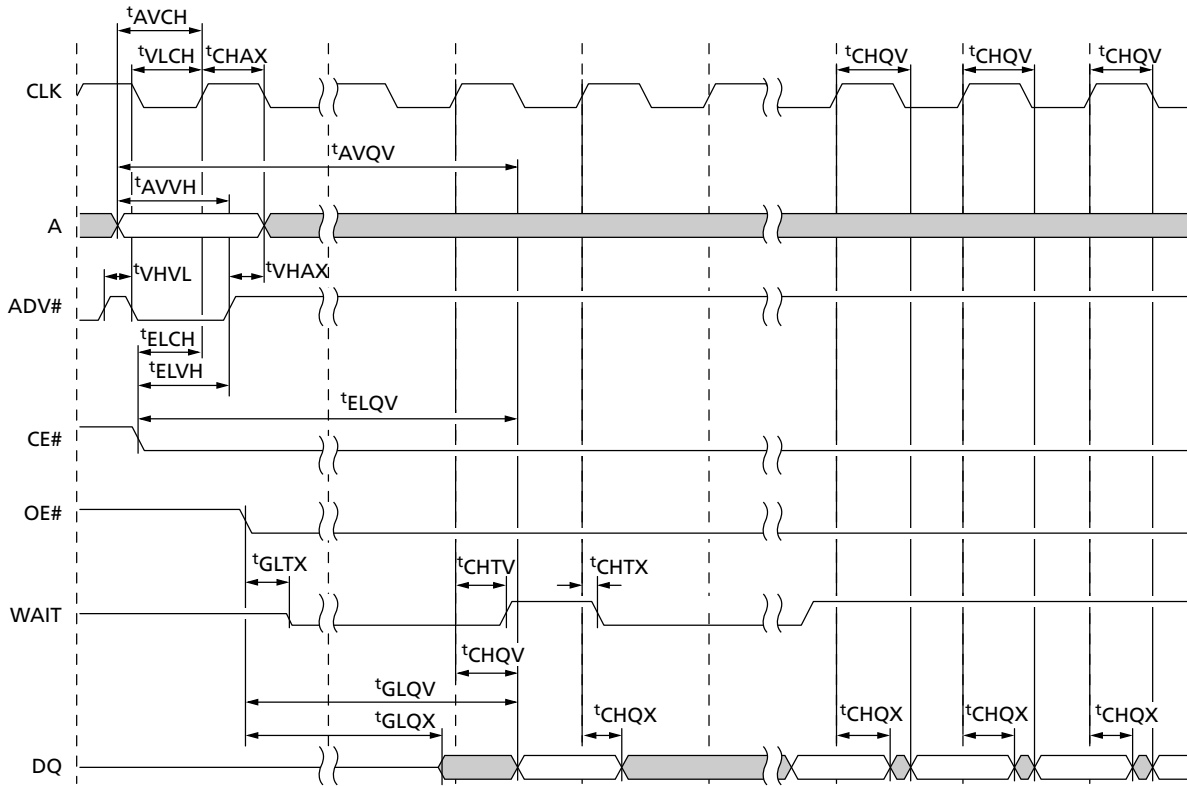 tAVCH
tVLCH tCHAX tCHQV tCHQV tCHQV
CLK
tAVQV
tAVVH
A
tVHVL tVHAX
ADV#
tELCH
tELVH
tELQV
CE#
OE#
tGLTX tCHTV tCHTX
WAIT
tCHQV
tGLQV
tGLQX tCHQX tCHQX tCHQX tCHQX
DQ